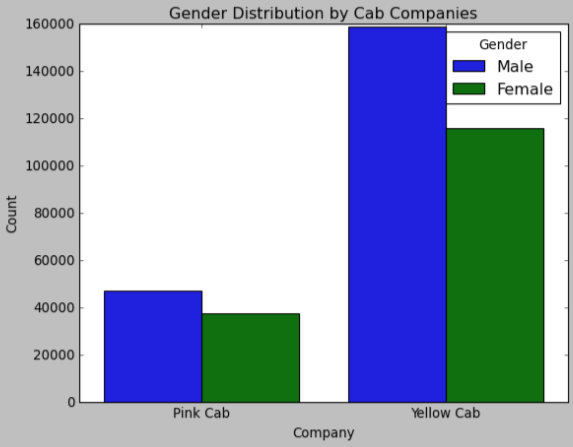 Gender Distribution by Cab Companies
160000
140000
120000
100000
80000
60000
40000
20000
0
Count
Gender
Male
Female
Pink Cab
Yellow Cab
Company